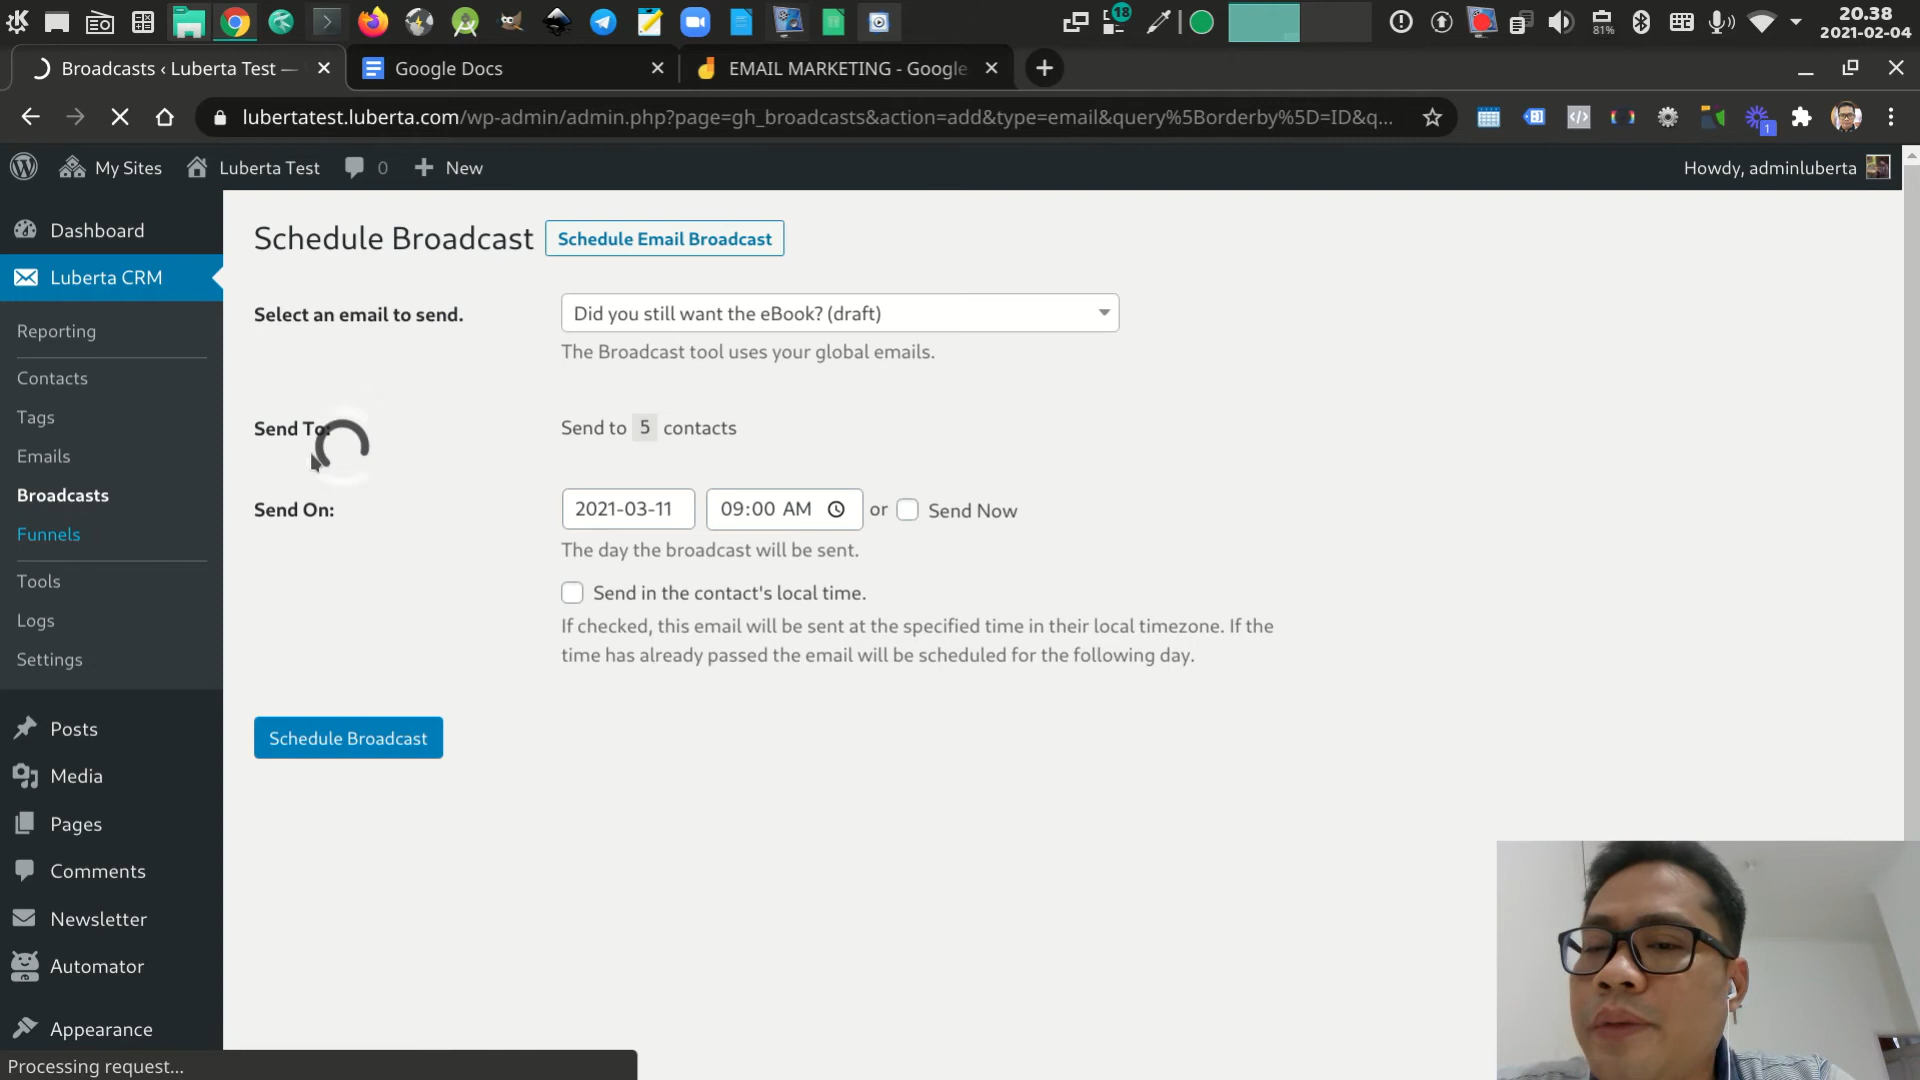 18
81%
20.38
2021-02-04
Broadcasts ‹ Luberta Test —
Google Docs
EMAIL MARKETING - Google
lubertatest.luberta.com/wp-admin/admin.php?page=gh_broadcasts&action=add&type=email&query%5Borderby%5D=ID&q...
1
My Sites
Luberta Test
0
New
Howdy, adminluberta
Dashboard
Luberta CRM
Reporting
Contacts
Tags
Emails
Broadcasts
Funnels
Tools
Logs
Settings
Posts
Media
Pages
Comments
Newsletter
Automator
Appearance
Processing request...
Schedule Broadcast
Schedule Email Broadcast
Select an email to send.
Did you still want the eBook? (draft)
The Broadcast tool uses your global emails.
Send To:
Send to 5 contacts
Send On:
2021-03-11 09:00 AM or Send Now
The day the broadcast will be sent.
Send in the contact's local time.
If checked, this email will be sent at the specified time in their local timezone. If the
time has already passed the email will be scheduled for the following day.
Schedule Broadcast